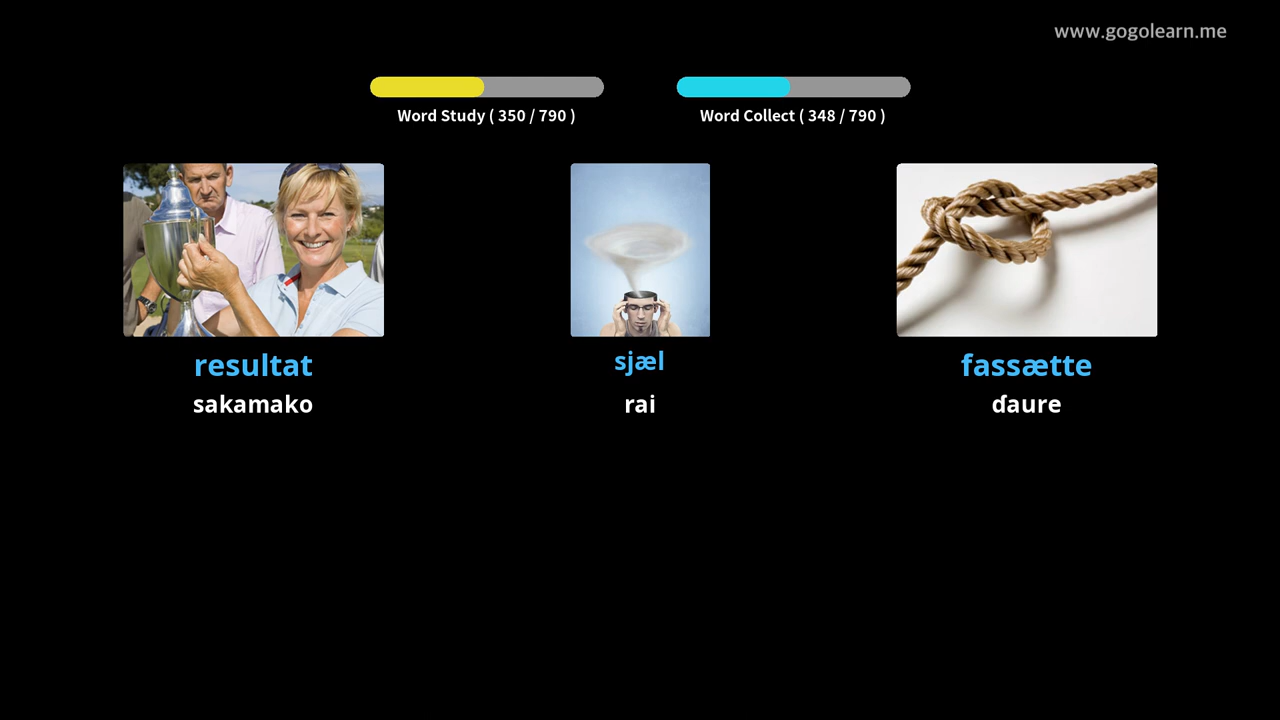 www.gogolearn.me
Word Study ( 350 / 790 )
Word Collect ( 348 / 790 )
resultat
sjæl
fassætte
sakamako
rai
ɗaure